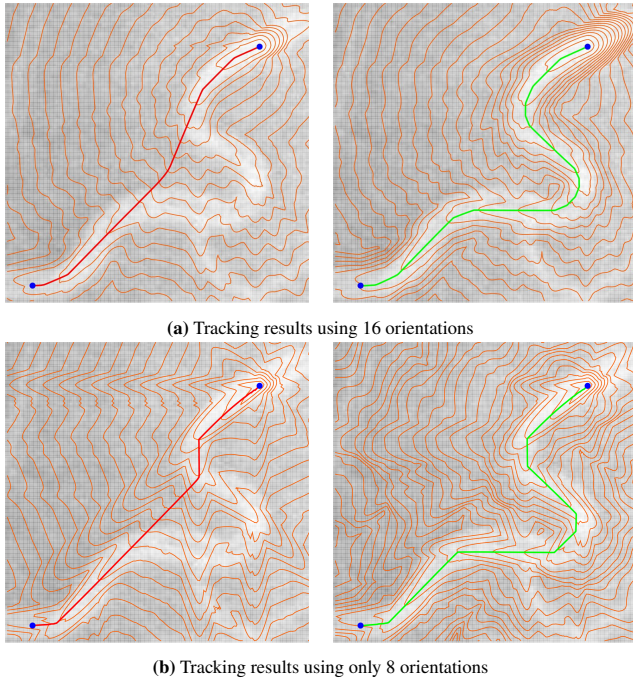 (a) Tracking results using 16 orientations
(b) Tracking results using only 8 orientations